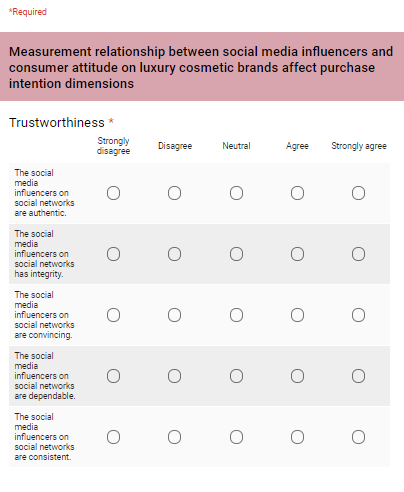 *Required
Measurement relationship between social media influencers and
consumer attitude on luxury cosmetic brands affect purchase
intention dimensions
Trustworthiness *
Strongly
disagree
Disagree
Neutral
Agree
Strongly agree
The social
media
influencers on
social networks
are authentic.
The social
media
influencers on
social networks
has integrity.
The social
media
influencers on
social networks
are convincing.
The social
media
influencers on
social networks
are dependable.
The social
media
influencers on
social networks
are consistent.